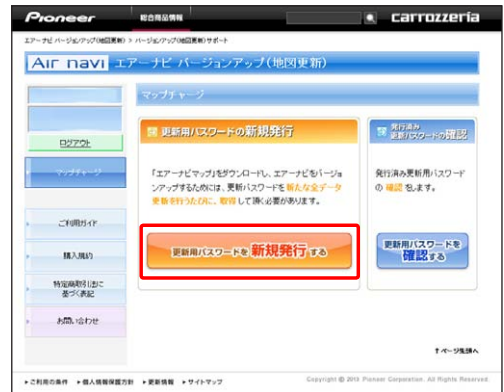 Pioneer
総合商品情報
carrozzeria
エアーナビ バージョンアップ(地図更新) > バージョンアップ(地図更新)サポート
Air navi エアーナビ バージョンアップ(地図更新)
マップチャージ
ログアウト
マップチャージ
ご利用ガイド
購入規約
特定商取引法に
基づく表記
お問い合わせ
更新用パスワードの新規発行
「エアーナビマップ」をダウンロードし、エアーナビをバージョ
ンアップするためには、更新パスワードを新たな全データ
更新を行うたびに、取得して頂く必要があります。
更新用パスワードを新規発行する
発行済み
更新用パスワードの確認
発行済み更新用パスワード
の 確認 をします。
更新用パスワードを
確認する
↑ページ先頭へ
ご利用の条件
個人情報保護方針
更新情報
サイトマップ
Copyright © 2013 Pioneer Corporation. All Rights Reserved.